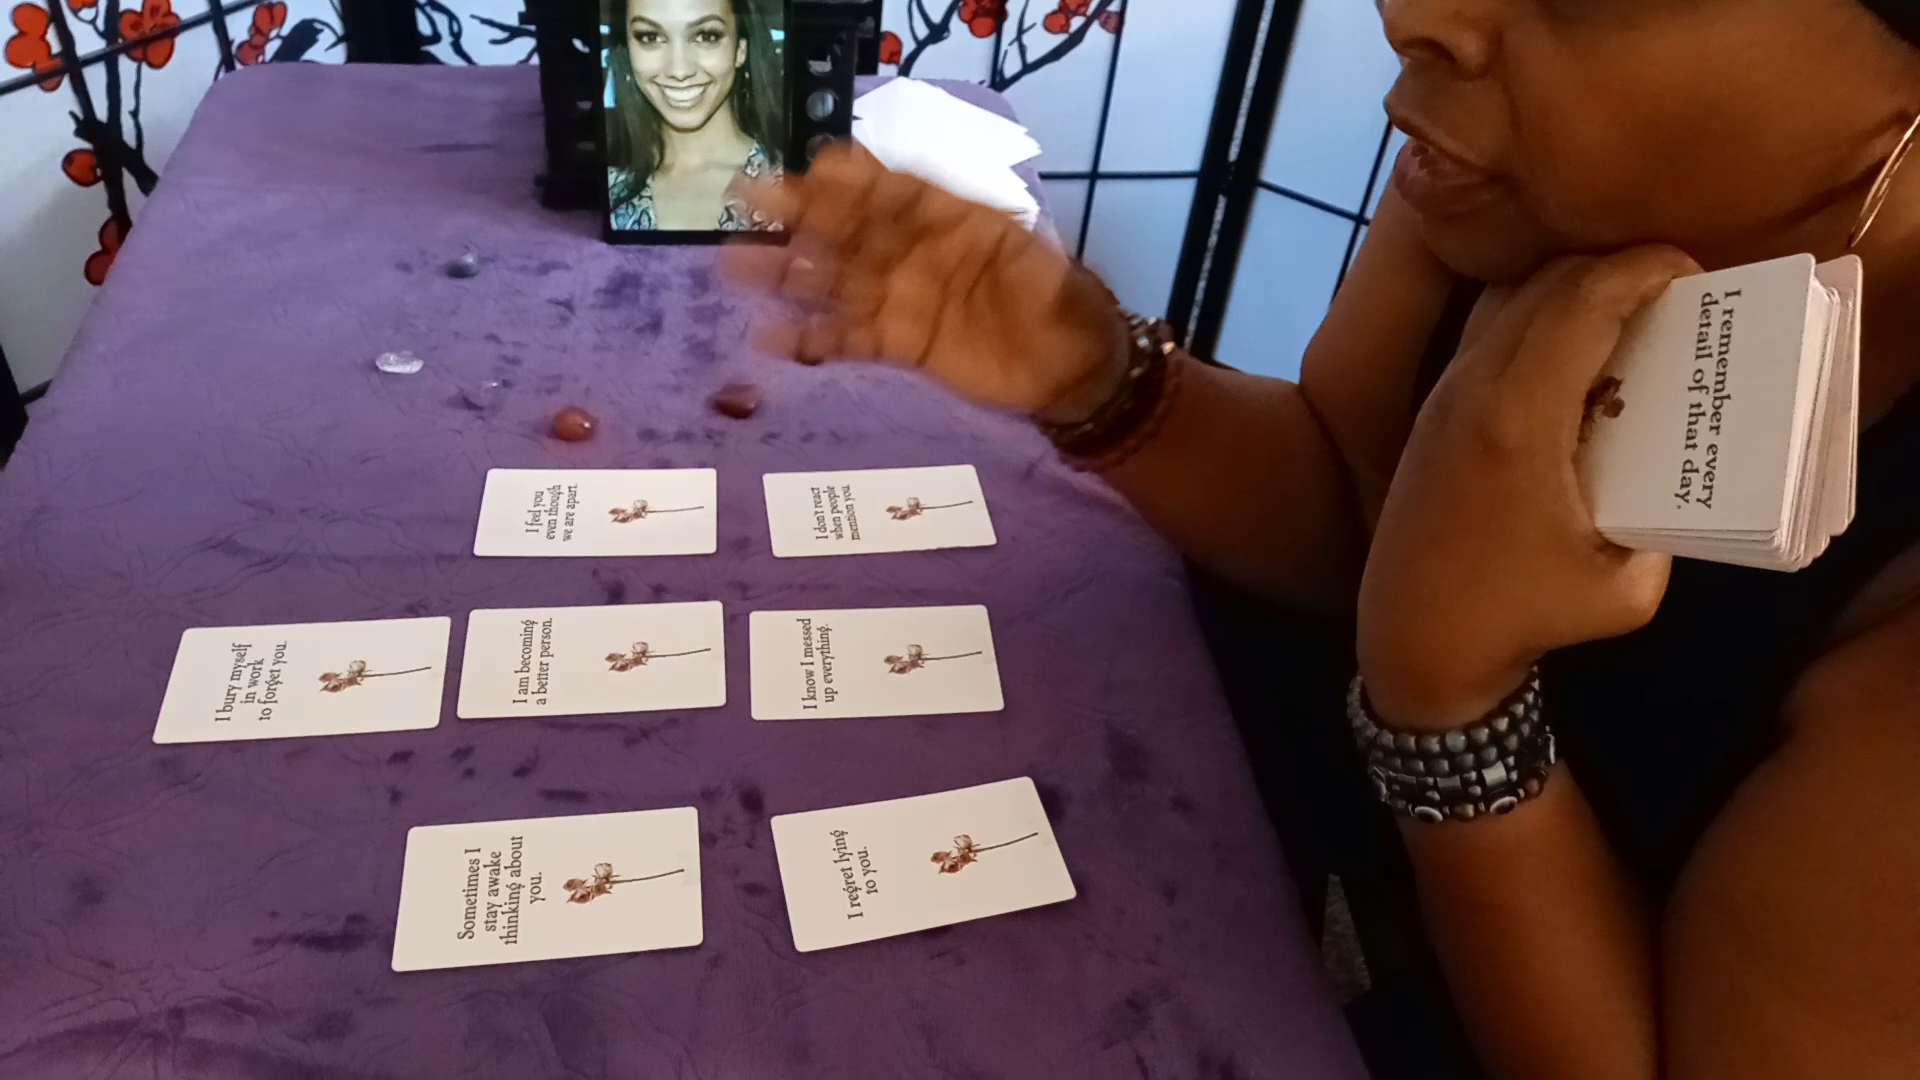 I remember every
detail of that day.
I feel you
even though
we are apart.
I don't react
when people
mention you.
I bury myself
in work
to forget you.
I am becoming
a better person.
I know I messed
up everything.
Sometimes I
stay awake
thinking about
you.
I regret lying
to you.